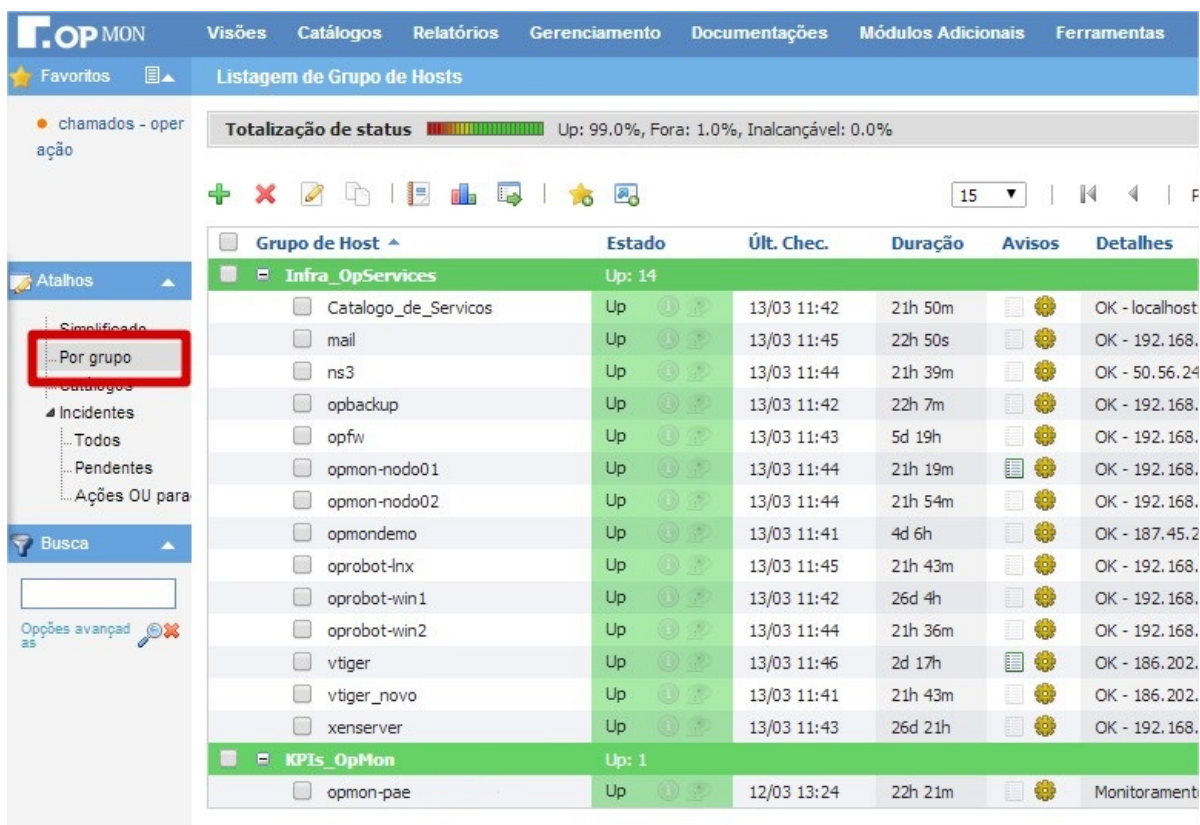 OPMON Visões Catálogos Relatórios Gerenciamento Documentações Módulos Adicionais Ferramentas
Favoritos
Listagem de Grupo de Hosts
chamados - oper
ação
Totalização de status Up: 99.0%, Fora: 1.0%, Inalcançável: 0.0%
15 P
Atalhos
Simplificado
Por grupo
Catálogos
Incidentes
Todos
Pendentes
Ações OU para
Busca
Opções avançad
as
Grupo de Host Estado Últ. Chec. Duração Avisos Detalhes
Infra_OpServices Up: 14
Catalogo_de_Servicos Up 13/03 11:42 21h 50m OK - localhost
mail Up 13/03 11:45 22h 50s OK - 192.168.
ns3 Up 13/03 11:44 21h 39m OK - 50.56.24
opbackup Up 13/03 11:42 22h 7m OK - 192.168.
opfw Up 13/03 11:43 5d 19h OK - 192.168.
opmon-nodo01 Up 13/03 11:44 21h 19m OK - 192.168.
opmon-nodo02 Up 13/03 11:44 21h 54m OK - 192.168.
opmondemo Up 13/03 11:41 4d 6h OK - 187.45.2
oprobot-lnx Up 13/03 11:45 21h 43m OK - 192.168.
oprobot-win1 Up 13/03 11:42 26d 4h OK - 192.168.
oprobot-win2 Up 13/03 11:44 21h 36m OK - 192.168.
vtiger Up 13/03 11:46 2d 17h OK - 186.202.
vtiger_novo Up 13/03 11:41 21h 43m OK - 186.202.
xenserver Up 13/03 11:43 26d 21h OK - 192.168.
KPIs_OpMon Up: 1
opmon-pae Up 12/03 13:24 22h 21m Monitorament